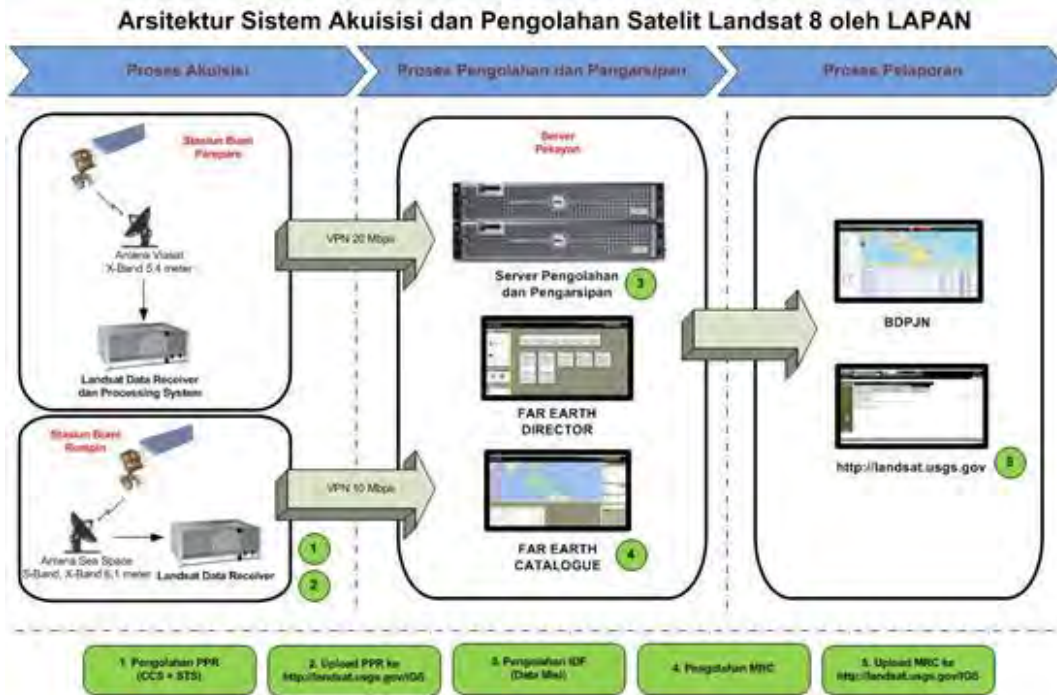 Arsitektur Sistem Akuisisi dan Pengolahan Satelit Landsat 8 oleh LAPAN
Proses Akuisisi
Proses Pengolahan dan Pangarsipan
Proses Pelaporan
Stasiun Bumi
Parepare
Antena Viasat
X-Band 5,4 meter
Landsat Data Receiver
dan Processing System
VPN 20 Mbps
Stasiun Bumi
Rumpin
Antena Sea Space
S-Band, X-Band 6,1 meter
Landsat Data Receiver
1
2
VPN 10 Mbps
Server
Pekayon
Server Pengolahan
dan Pengarsipan
3
FAR EARTH
DIRECTOR
FAR EARTH
CATALOGUE
4
BDPJN
http://landsat.usgs.gov
5
1. Pengolahan PPR
(CCS + STS)
2. Upload PPR ke
http://landsat.usgs.gov/IGS
3. Pengolahan IDF
(Data Misi)
4. Pengolahan MRC
5. Upload MRC ke
http://landsat.usgs.gov/IGS